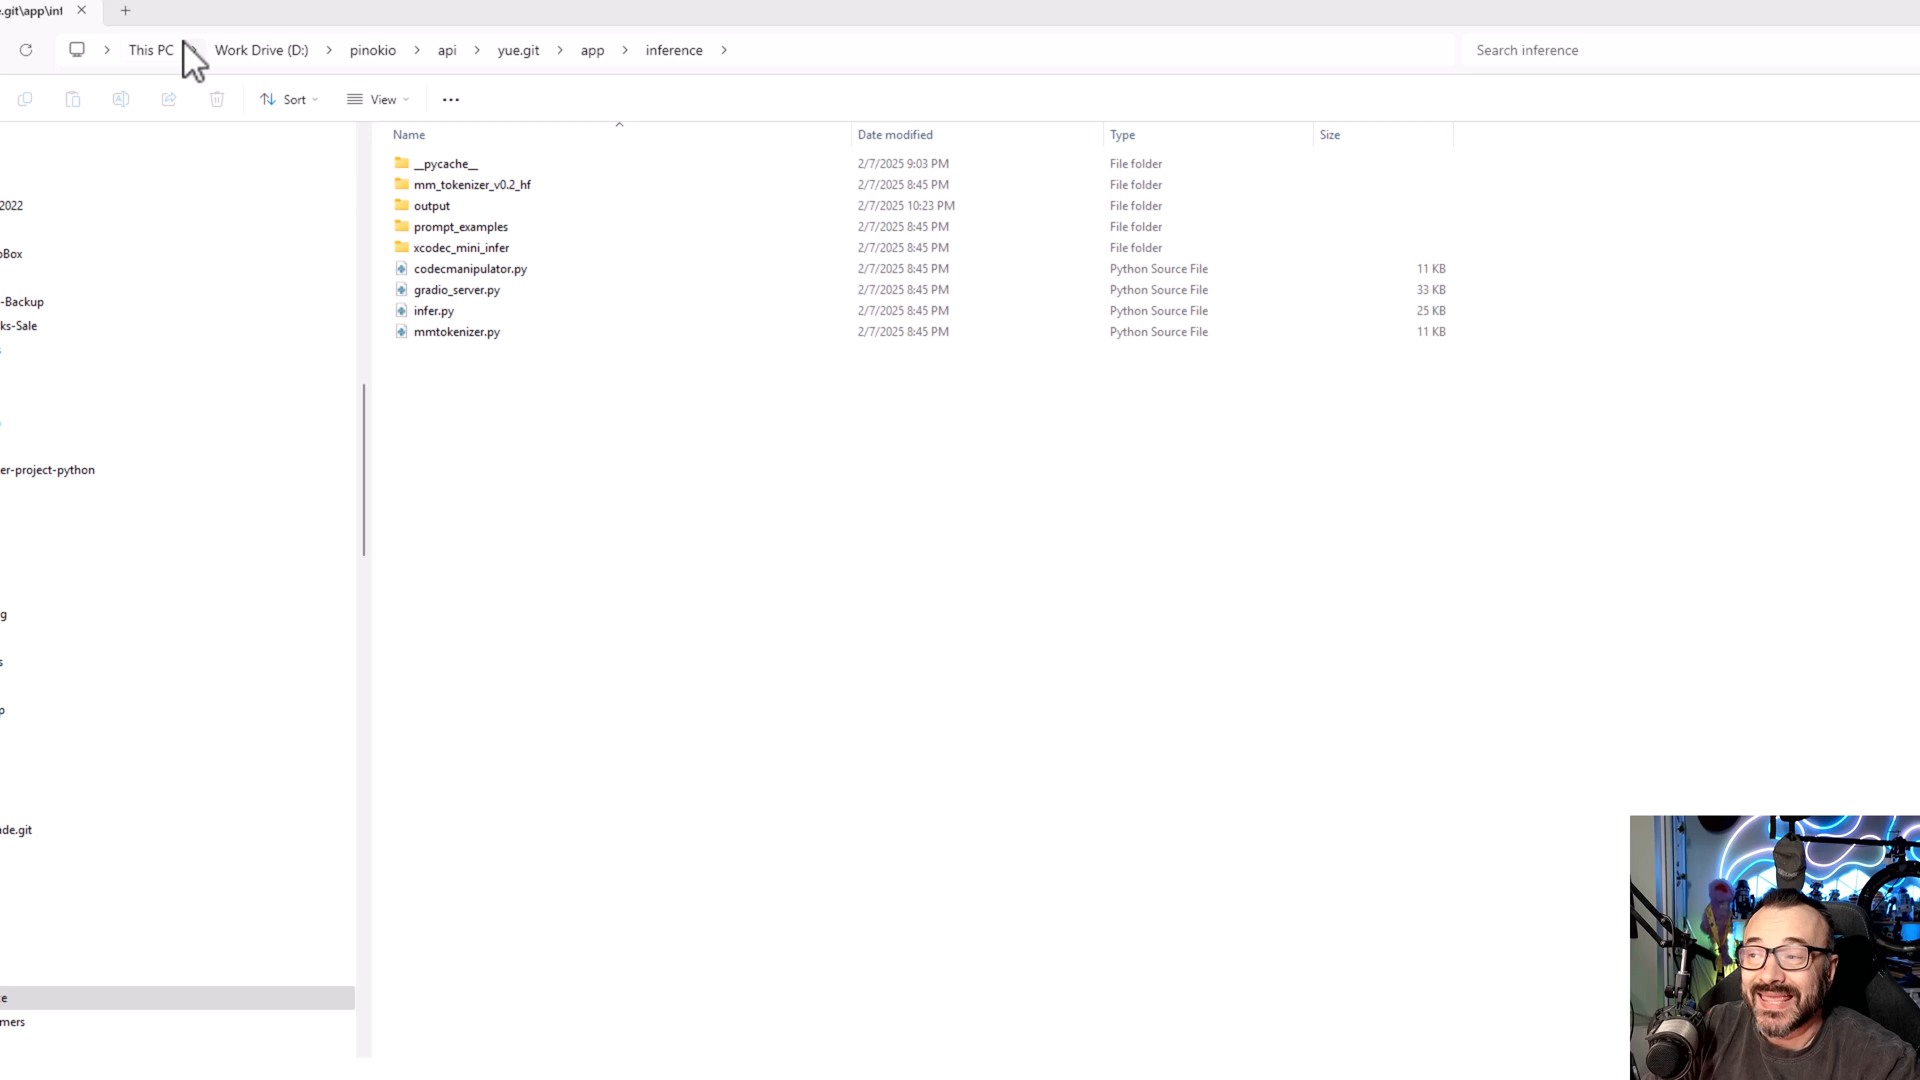 .git\app\inf
This PC > Work Drive (D:) > pinokio > api > yue.git > app > inference >
Search inference
Sort
View
Name
Date modified
Type
Size
__pycache__ 2/7/2025 9:03 PM File folder
mm_tokenizer_v0.2_hf 2/7/2025 8:45 PM File folder
output 2/7/2025 10:23 PM File folder
prompt_examples 2/7/2025 8:45 PM File folder
xcodec_mini_infer 2/7/2025 8:45 PM File folder
codecmanipulator.py 2/7/2025 8:45 PM Python Source File 11 KB
gradio_server.py 2/7/2025 8:45 PM Python Source File 33 KB
infer.py 2/7/2025 8:45 PM Python Source File 25 KB
mmtokenizer.py 2/7/2025 8:45 PM Python Source File 11 KB
2022
oBox
-Backup
ks-Sale
er-project-python
g
s
p
de.git
e
mers